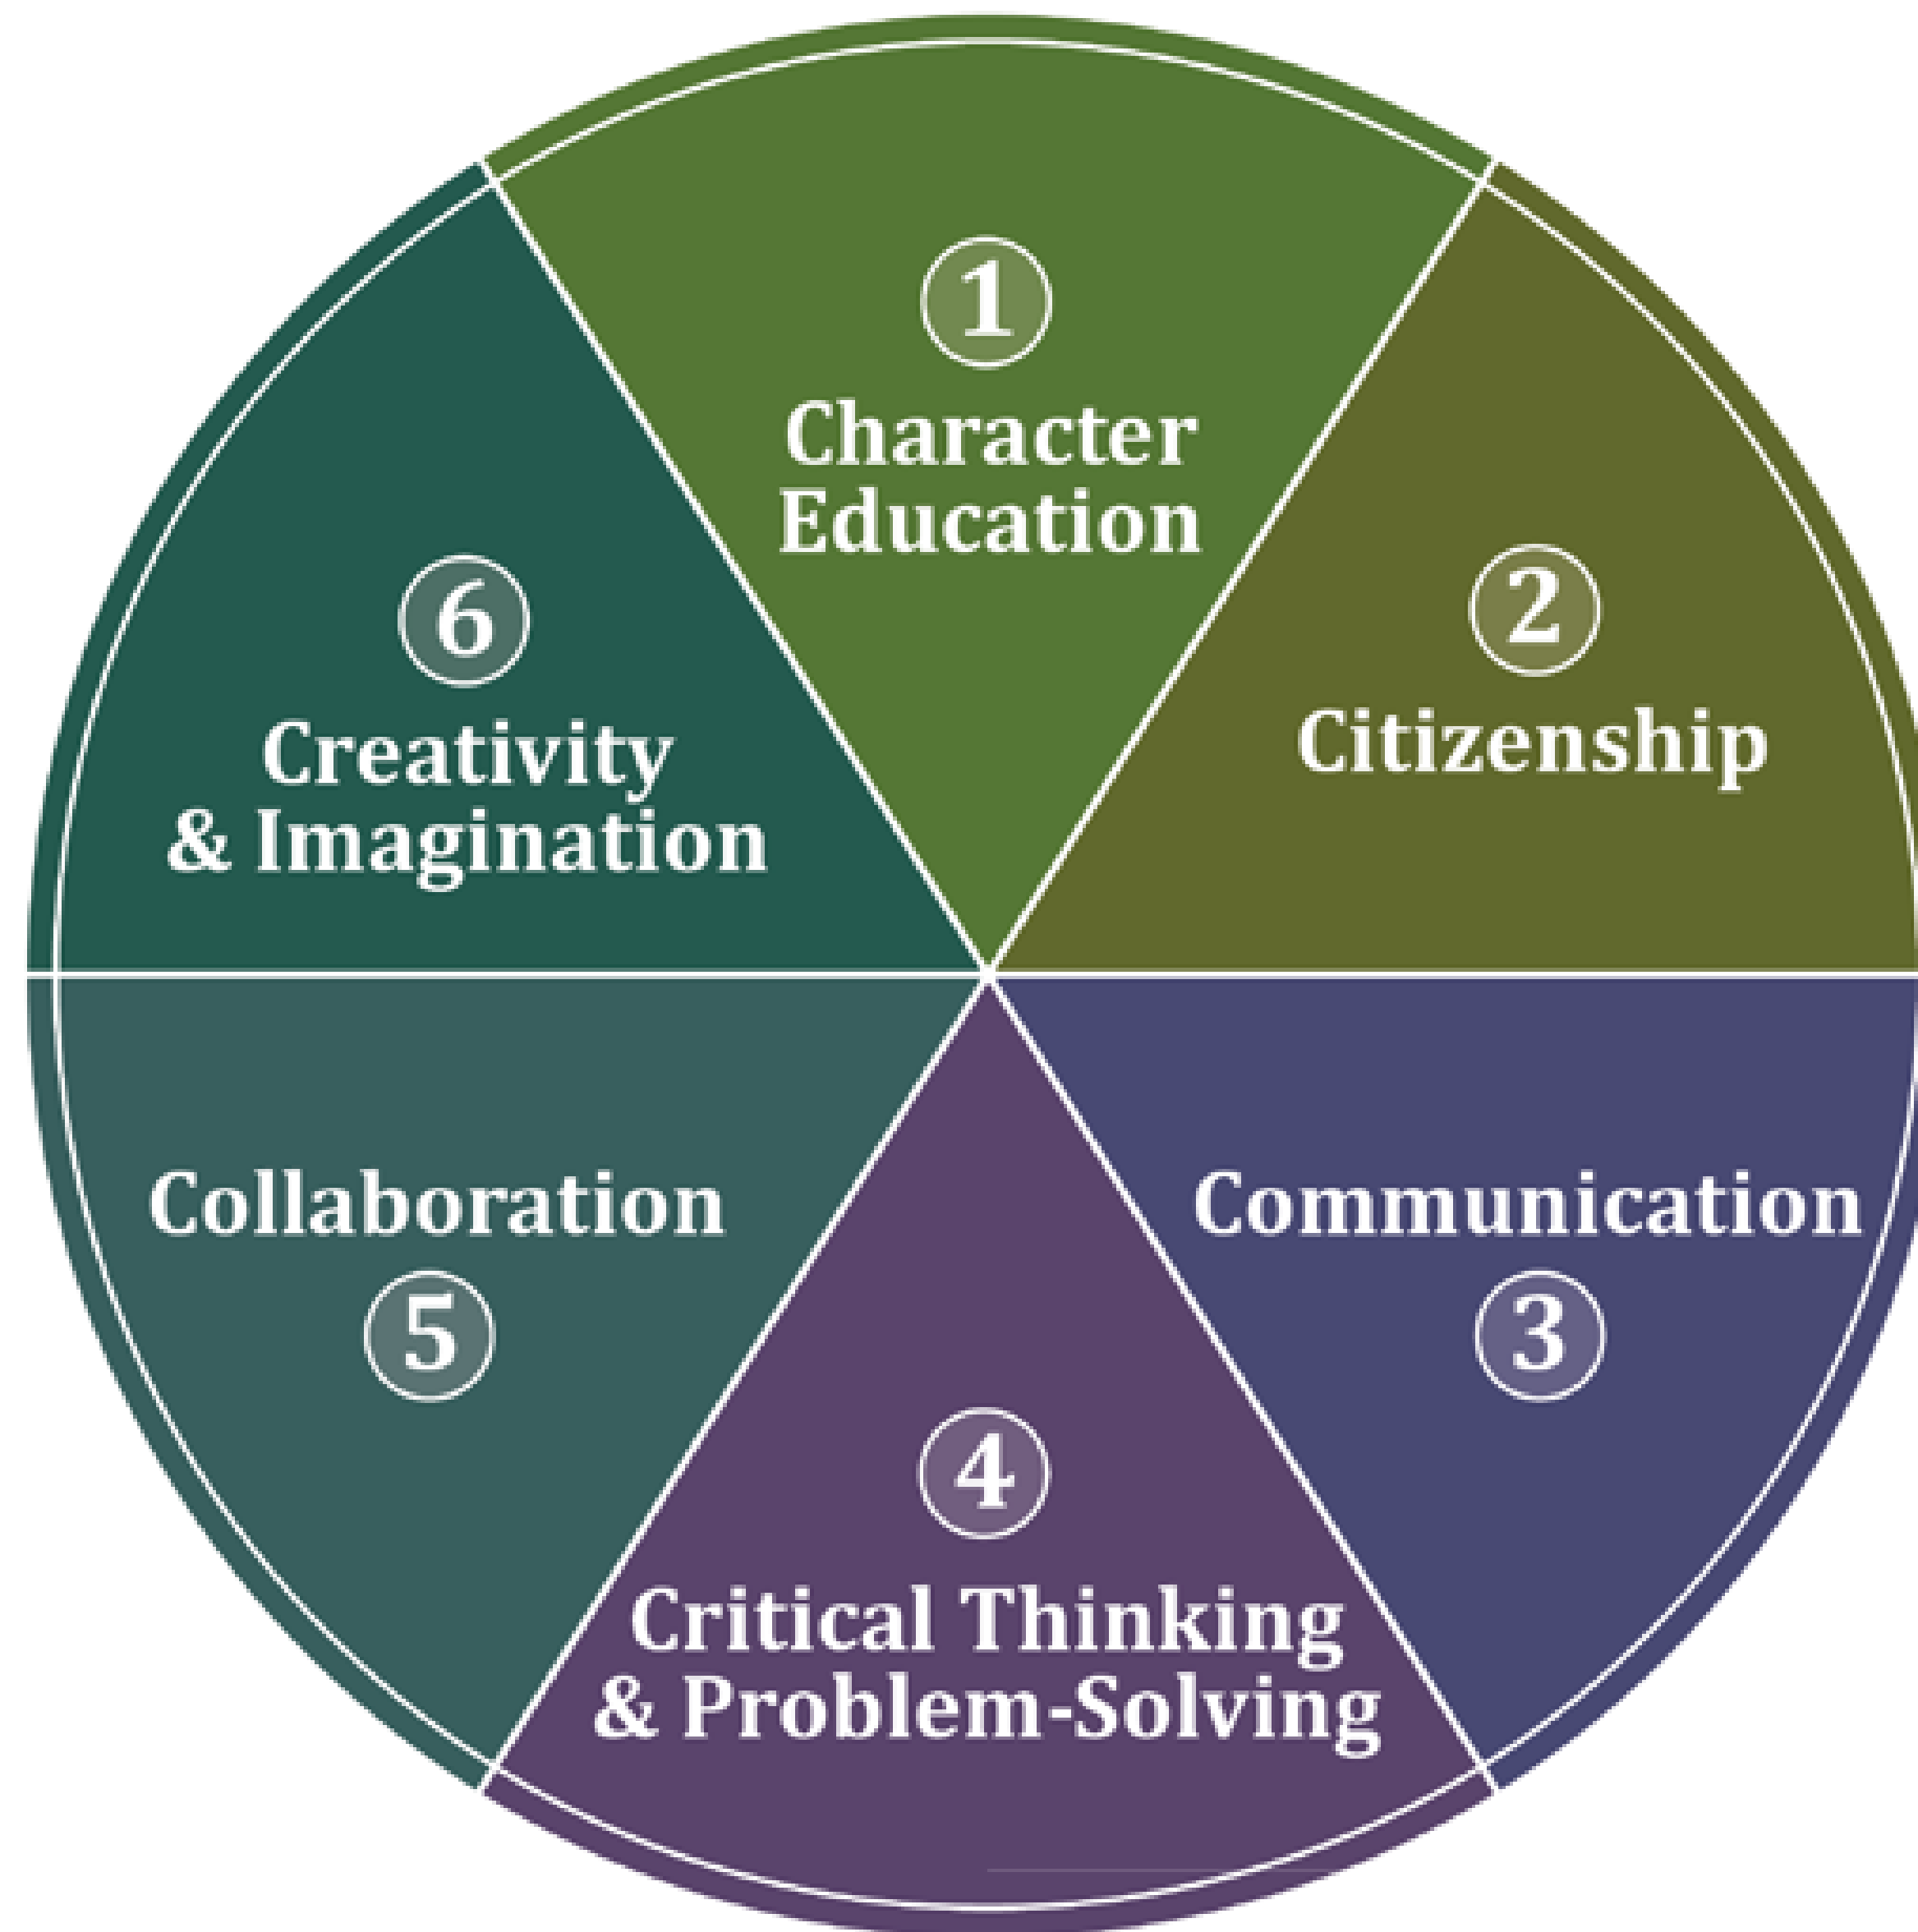 1
Character
Education
2
Citizenship
Communication
3
4
Critical Thinking
& Problem-Solving
Collaboration
5
6
Creativity
& Imagination